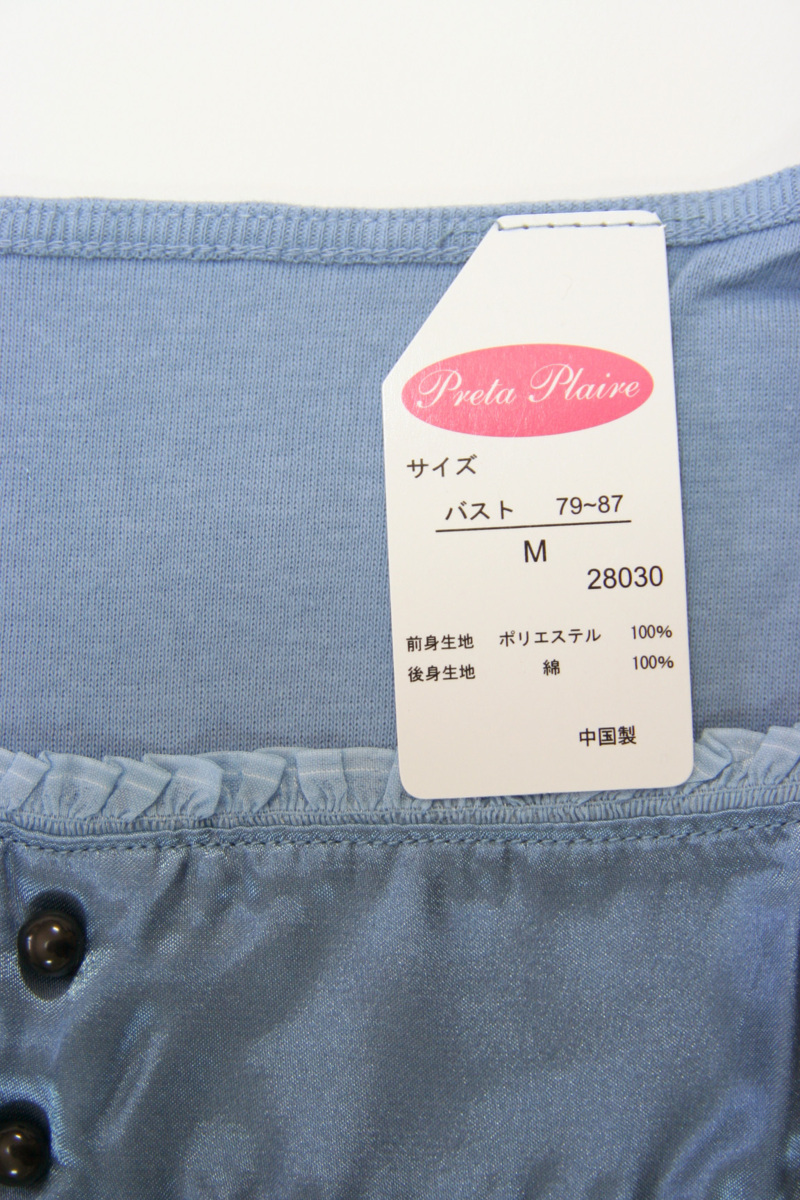 Preta Plaire
サイズ
バスト 79~87
M
28030
前身生地 ポリエステル 100%
後身生地 綿 100%
中国製